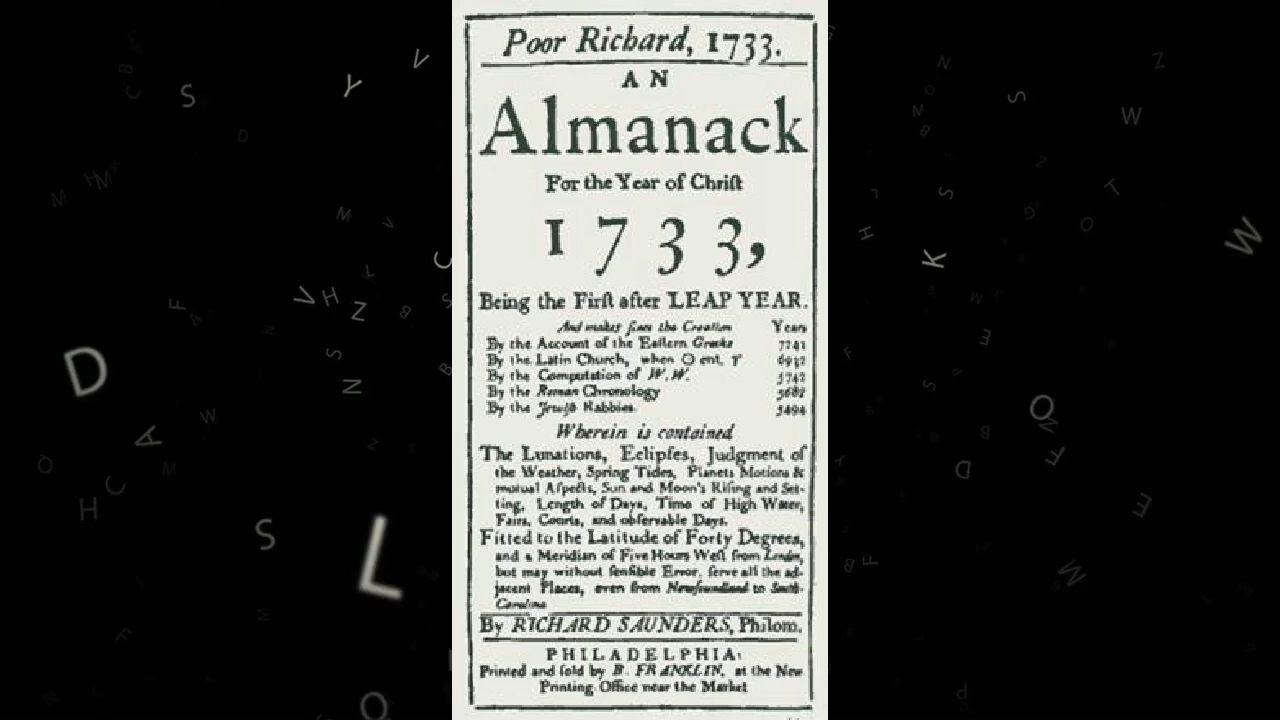 Poor Richard, 1733.
AN
Almanack
For the Year of Chriſt
1733,
Being the Firſt after LEAP YEAR.
And makes ſince the Creation Years
By the Account of the Eaſtern Greeks 7241
By the Latin Church, when ☉ ent. ♈ 6932
By the Computation of W.W. 5742
By the Roman Chronology 5682
By the Jewiſh Rabbies 5494
Wherein is contained
The Lunations, Eclipſes, Judgment of
the Weather, Spring Tides, Planets Motions &
mutual Aſpects, Sun and Moon's Riſing and Set-
ting, Length of Days, Time of High Water,
Fairs, Courts, and obſervable Days.
Fitted to the Latitude of Forty Degrees,
and a Meridian of Five Hours Weſt from London,
but may without ſenſible Error, ſerve all the ad-
jacent Places, even from Newfoundland to South-
Carolina
By RICHARD SAUNDERS, Philom.
PHILADELPHIA:
Printed and ſold by B. FRANKLIN, at the New
Printing Office near the Market